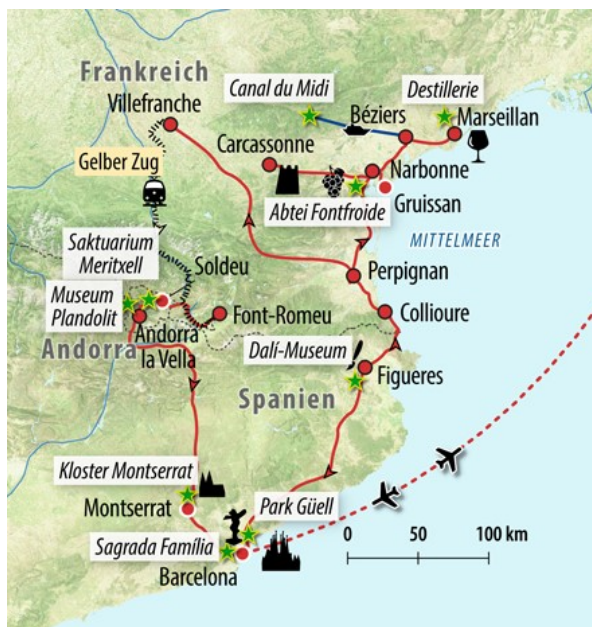 Frankreich
Villefranche
Canal du Midi
Destillerie
Béziers
Marseillan
Carcassonne
Narbonne
Gelber Zug
Abtei Fontfroide
Gruissan
MITTELMEER
Saktuarium
Meritxell
Soldeu
Perpignan
Museum
Plandolit
Font-Romeu
Collioure
Andorra
la Vella
Andorra
Dalí-Museum
Figueres
Spanien
Kloster Montserrat
Montserrat
Park Güell
Sagrada Família
Barcelona
0 50 100 km